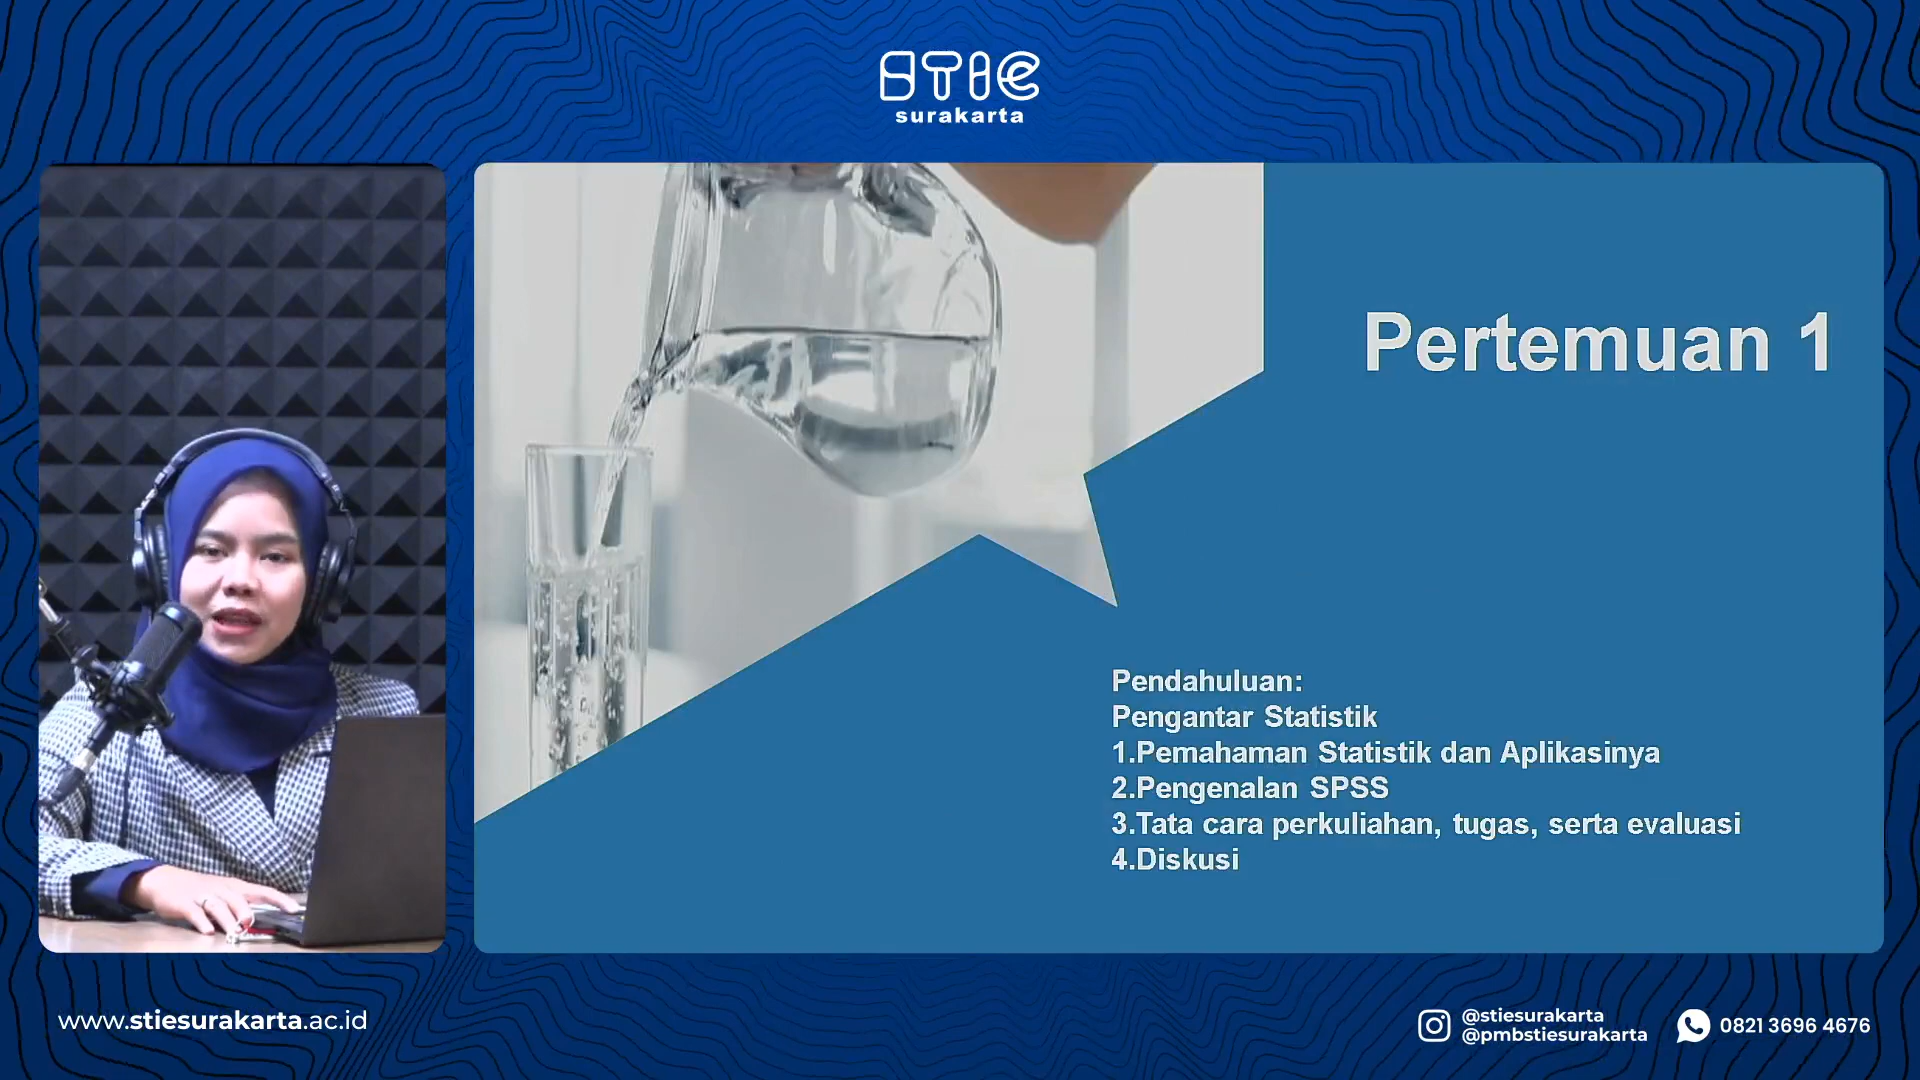 STIE
surakarta
Pertemuan 1
Pendahuluan:
Pengantar Statistik
1.Pemahaman Statistik dan Aplikasinya
2.Pengenalan SPSS
3.Tata cara perkuliahan, tugas, serta evaluasi
4.Diskusi
www.stiesurakarta.ac.id
@stiesurakarta
@pmbstiesurakarta
0821 3696 4676